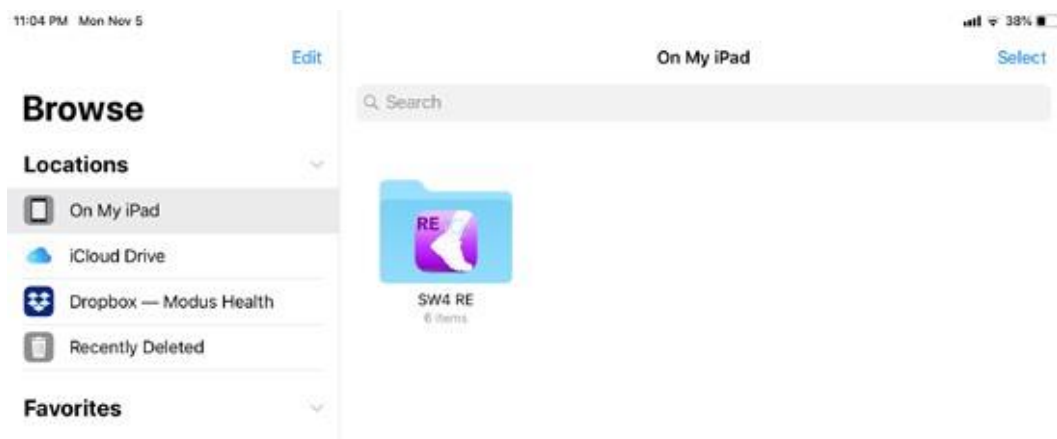 11:04 PM Mon Nov 5
38%
Edit
On My iPad
Select
Browse
Search
Locations
On My iPad
iCloud Drive
Dropbox — Modus Health
Recently Deleted
Favorites
RE
SW4 RE
6 items